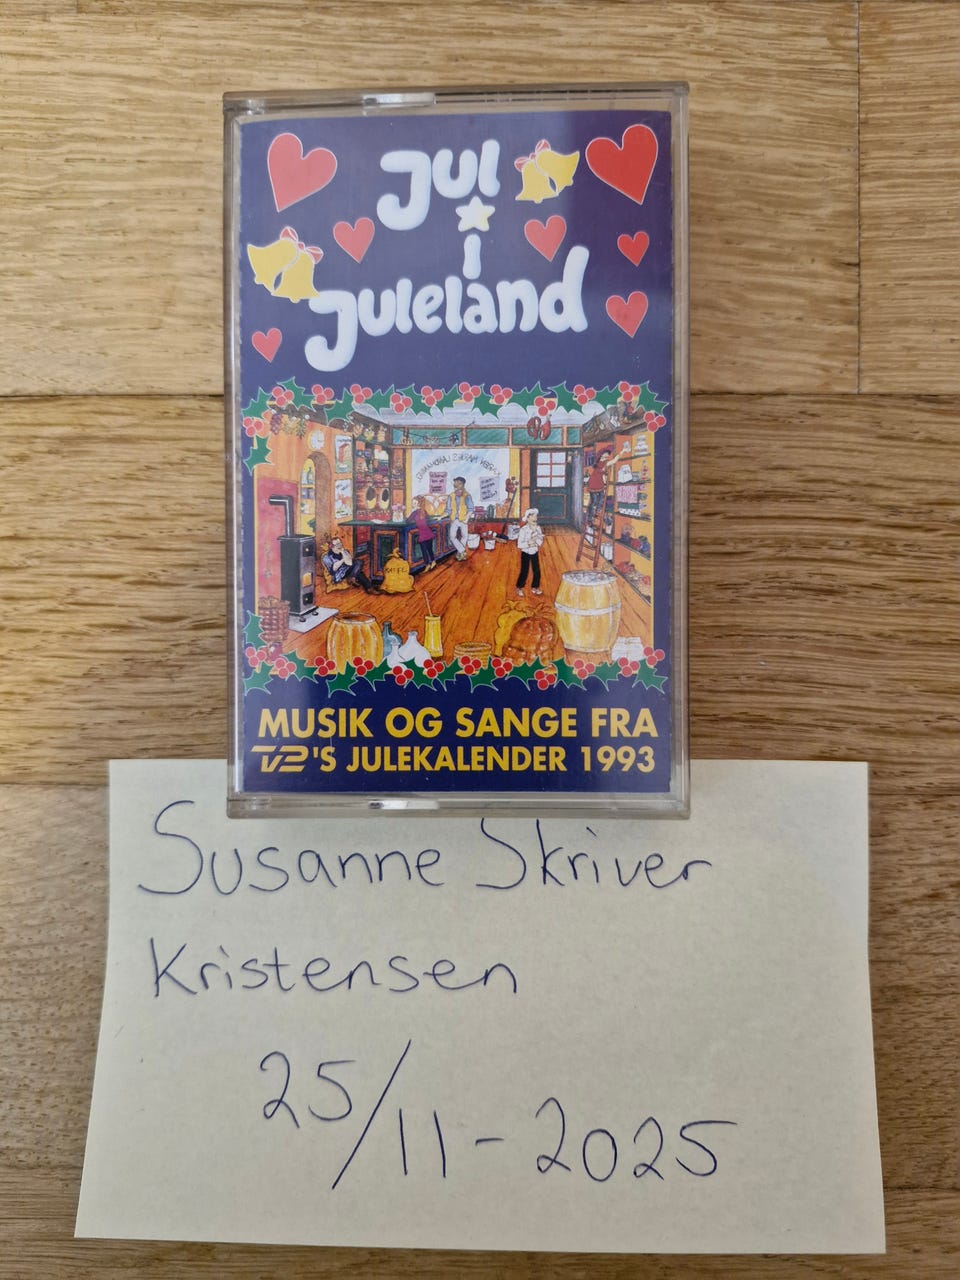 Jul
i
Juleland
MUSIK OG SANGE FRA
TV2'S JULEKALENDER 1993
Susanne Skriver
Kristensen
25/11-2025